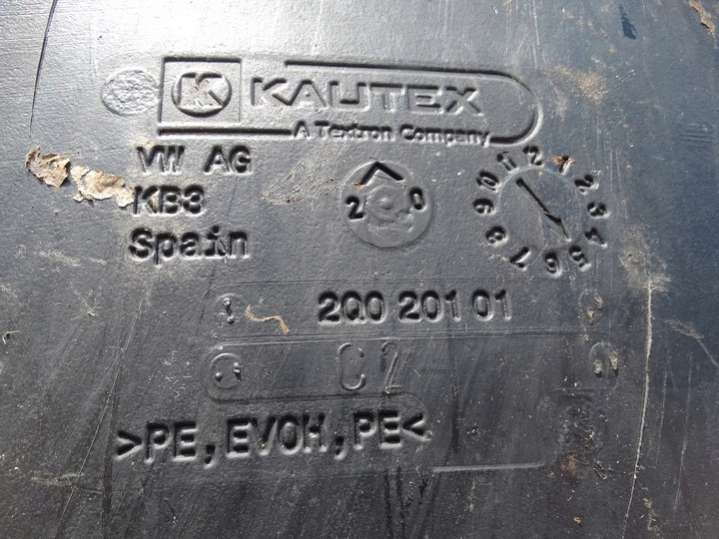 K KAUTEX
A Textron Company
VW AG
KB3
Spain
2 0
12 1 2 3 4 5 6 7 8 9 10 11
2Q0 201 01
C2
>PE, EVOH, PE<